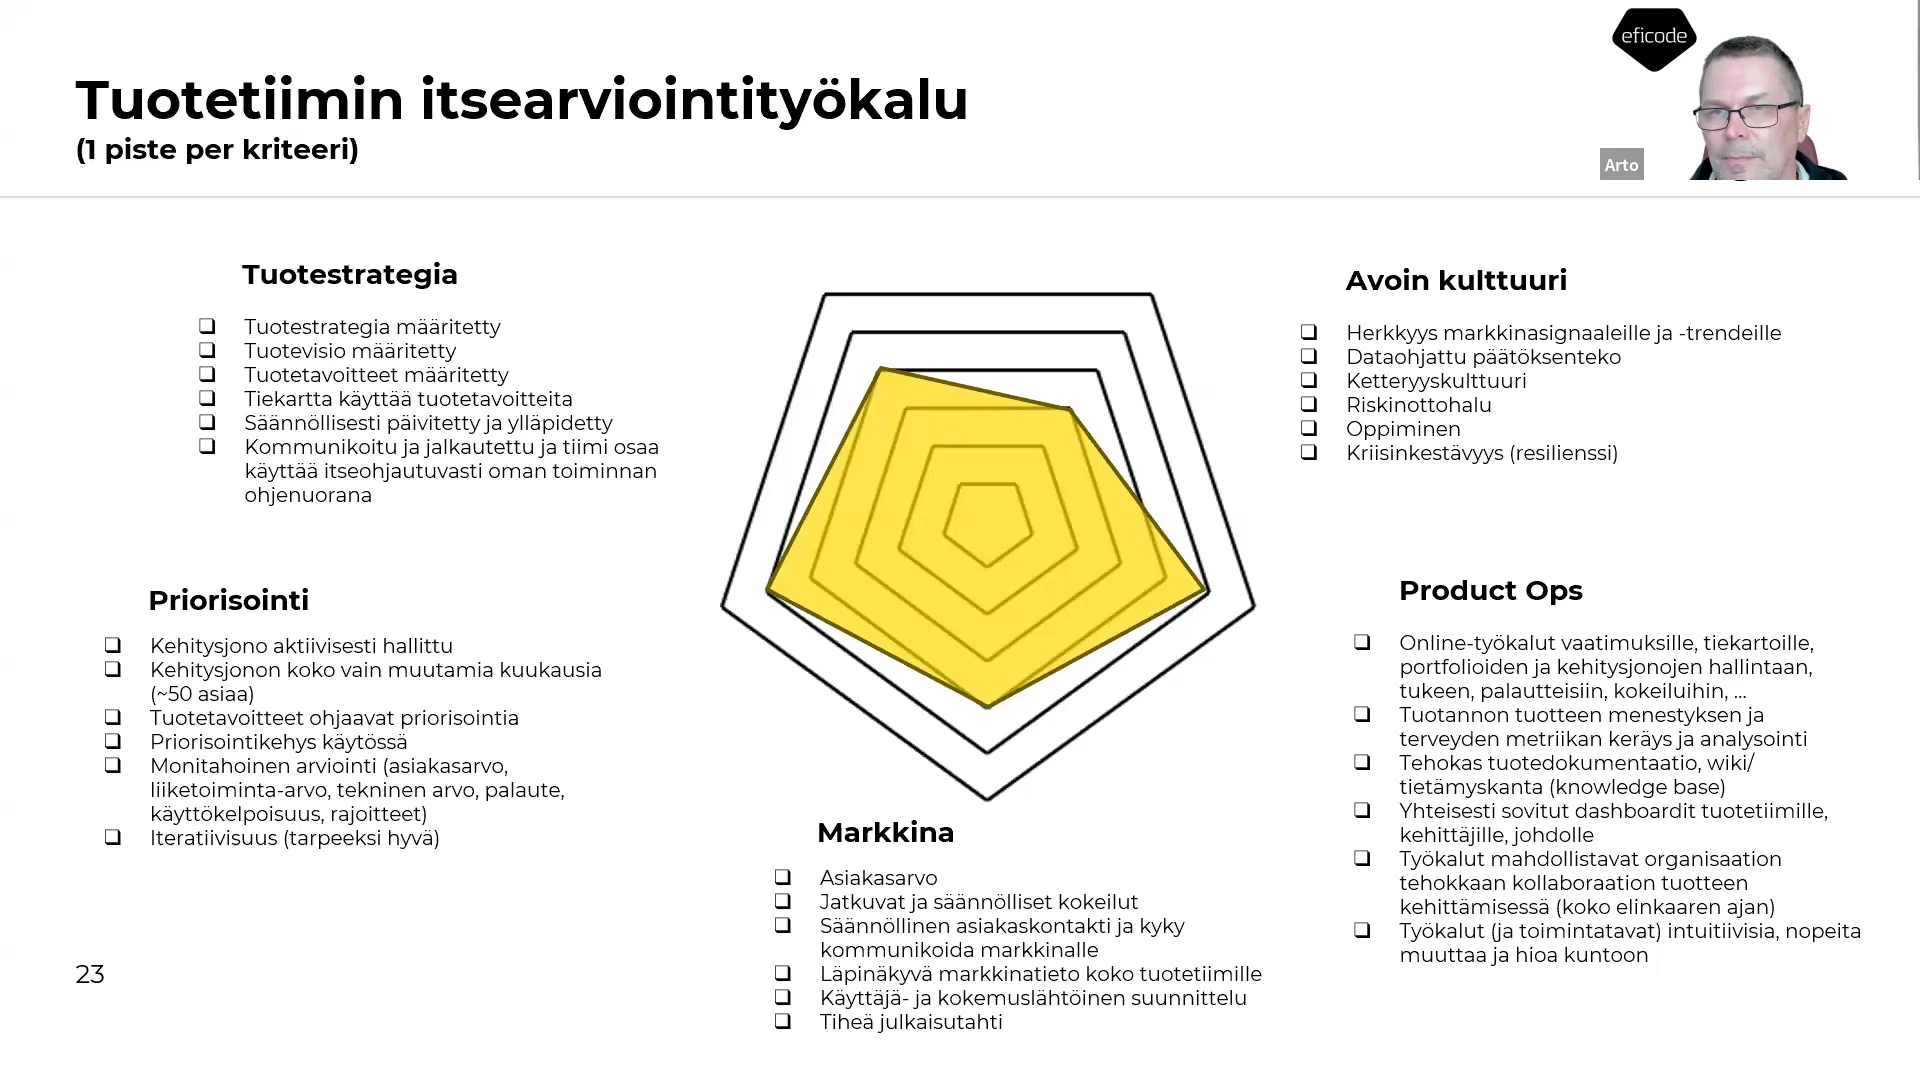 eficode
Tuotetiimin itsearviointityökalu
(1 piste per kriteeri)
Arto
Tuotestrategia
Tuotestrategia määritetty
Tuotevisio määritetty
Tuotetavoitteet määritetty
Tiekartta käyttää tuotetavoitteita
Säännöllisesti päivitetty ja ylläpidetty
Kommunikoitu ja jalkautettu ja tiimi osaa
käyttää itseohjautuvasti oman toiminnan
ohjenuorana
Avoin kulttuuri
Herkkyys markkinasignaaleille ja -trendeille
Dataohjattu päätöksenteko
Ketteryyskulttuuri
Riskinottohalu
Oppiminen
Kriisinkestävyys (resilienssi)
Priorisointi
Kehitysjono aktiivisesti hallittu
Kehitysjonon koko vain muutamia kuukausia
(~50 asiaa)
Tuotetavoitteet ohjaavat priorisointia
Priorisointikehys käytössä
Monitahoinen arviointi (asiakasarvo,
liiketoiminta-arvo, tekninen arvo, palaute,
käyttökelpoisuus, rajoitteet)
Iteratiivisuus (tarpeeksi hyvä)
Product Ops
Online-työkalut vaatimuksille, tiekartoille,
portfolioiden ja kehitysjonojen hallintaan,
tukeen, palautteisiin, kokeiluihin, ...
Tuotannon tuotteen menestyksen ja
terveyden metriikan keräys ja analysointi
Tehokas tuotedokumentaatio, wiki/
tietämyskanta (knowledge base)
Yhteisesti sovitut dashboardit tuotetiimille,
kehittäjille, johdolle
Työkalut mahdollistavat organisaation
tehokkaan kollaboraation tuotteen
kehittämisessä (koko elinkaaren ajan)
Työkalut (ja toimintatavat) intuitiivisia, nopeita
muuttaa ja hioa kuntoon
Markkina
Asiakasarvo
Jatkuvat ja säännölliset kokeilut
Säännöllinen asiakaskontakti ja kyky
kommunikoida markkinalle
Läpinäkyvä markkinatieto koko tuotetiimille
Käyttäjä- ja kokemuslähtöinen suunnittelu
Tiheä julkaisutahti
23